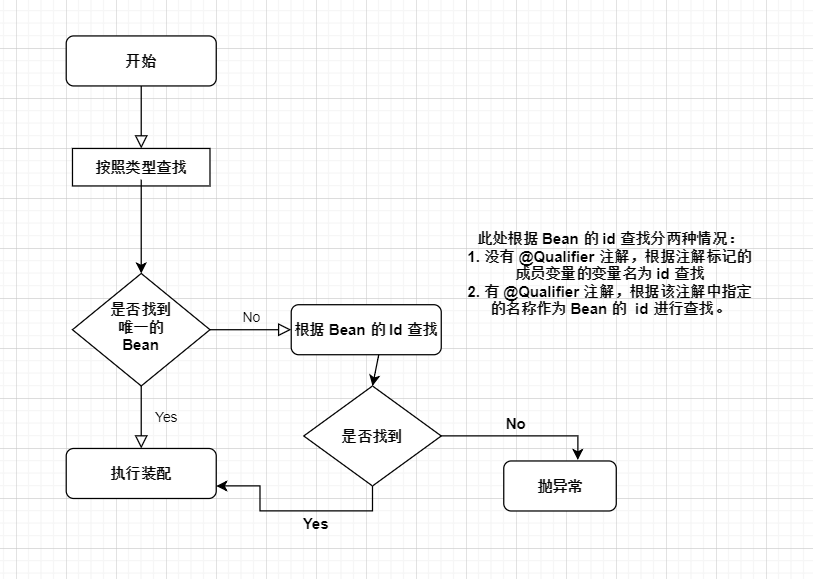 开始
按照类型查找
此处根据 Bean 的 id 查找分两种情况：
1. 没有 @Qualifier 注解，根据注解标记的
成员变量的变量名为 id 查找
2. 有 @Qualifier 注解，根据该注解中指定
的名称作为 Bean 的 id 进行查找。
是否找到
唯一的
Bean
No
根据 Bean 的 Id 查找
Yes
是否找到
No
执行装配
抛异常
Yes